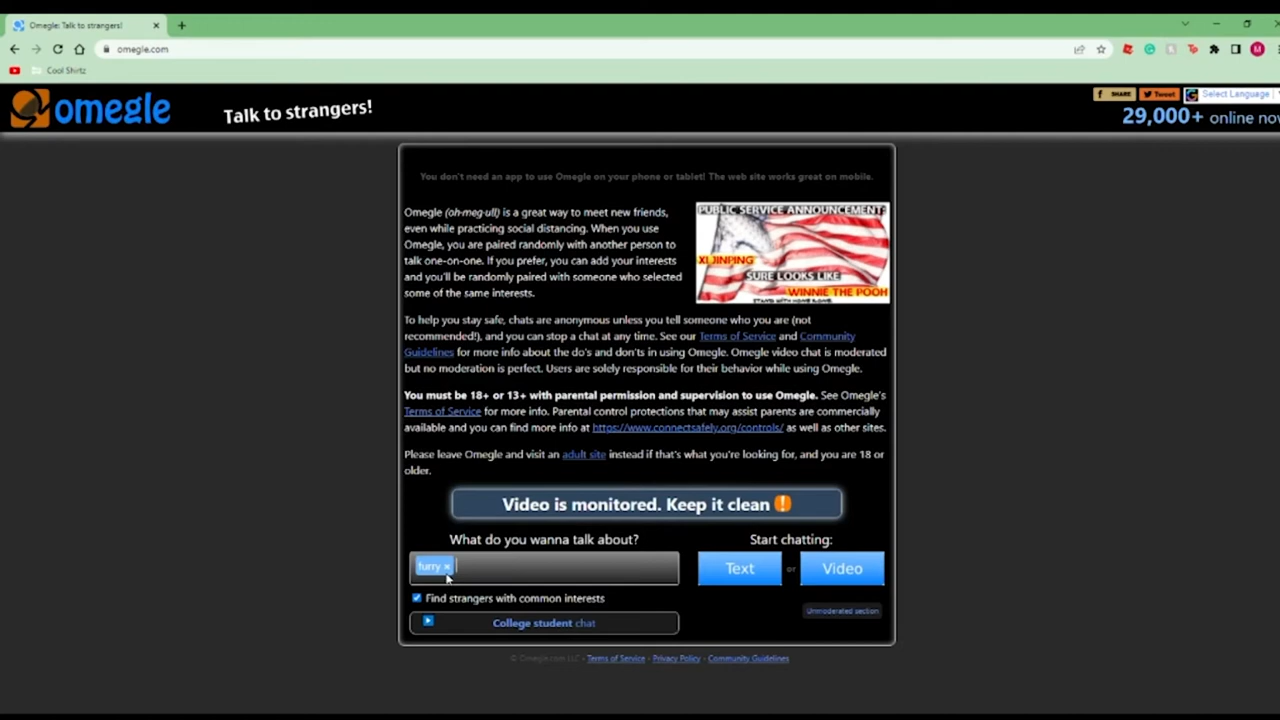 Omegle: Talk to strangers!
omegle.com
Cool Shirtz
omegle
Talk to strangers!
SHARE
Tweet
Select Language
29,000+ online now
You don't need an app to use Omegle on your phone or tablet! The web site works great on mobile.
Omegle (oh·meg·ull) is a great way to meet new friends,
even while practicing social distancing. When you use
Omegle, you are paired randomly with another person to
talk one-on-one. If you prefer, you can add your interests
and you'll be randomly paired with someone who selected
some of the same interests.
PUBLIC SERVICE ANNOUNCEMENT:
XI JINPING
SURE LOOKS LIKE
WINNIE THE POOH
STAND WITH HONG KONG
To help you stay safe, chats are anonymous unless you tell someone who you are (not
recommended!), and you can stop a chat at any time. See our Terms of Service and Community
Guidelines for more info about the do's and don'ts in using Omegle. Omegle video chat is moderated
but no moderation is perfect. Users are solely responsible for their behavior while using Omegle.
You must be 18+ or 13+ with parental permission and supervision to use Omegle. See Omegle's
Terms of Service for more info. Parental control protections that may assist parents are commercially
available and you can find more info at https://www.connectsafely.org/controls/ as well as other sites.
Please leave Omegle and visit an adult site instead if that's what you're looking for, and you are 18 or
older.
Video is monitored. Keep it clean !
What do you wanna talk about?
Start chatting:
furry ×
Text or Video
Find strangers with common interests
Unmoderated section
College student chat
© Omegle.com LLC • Terms of Service • Privacy Policy • Community Guidelines